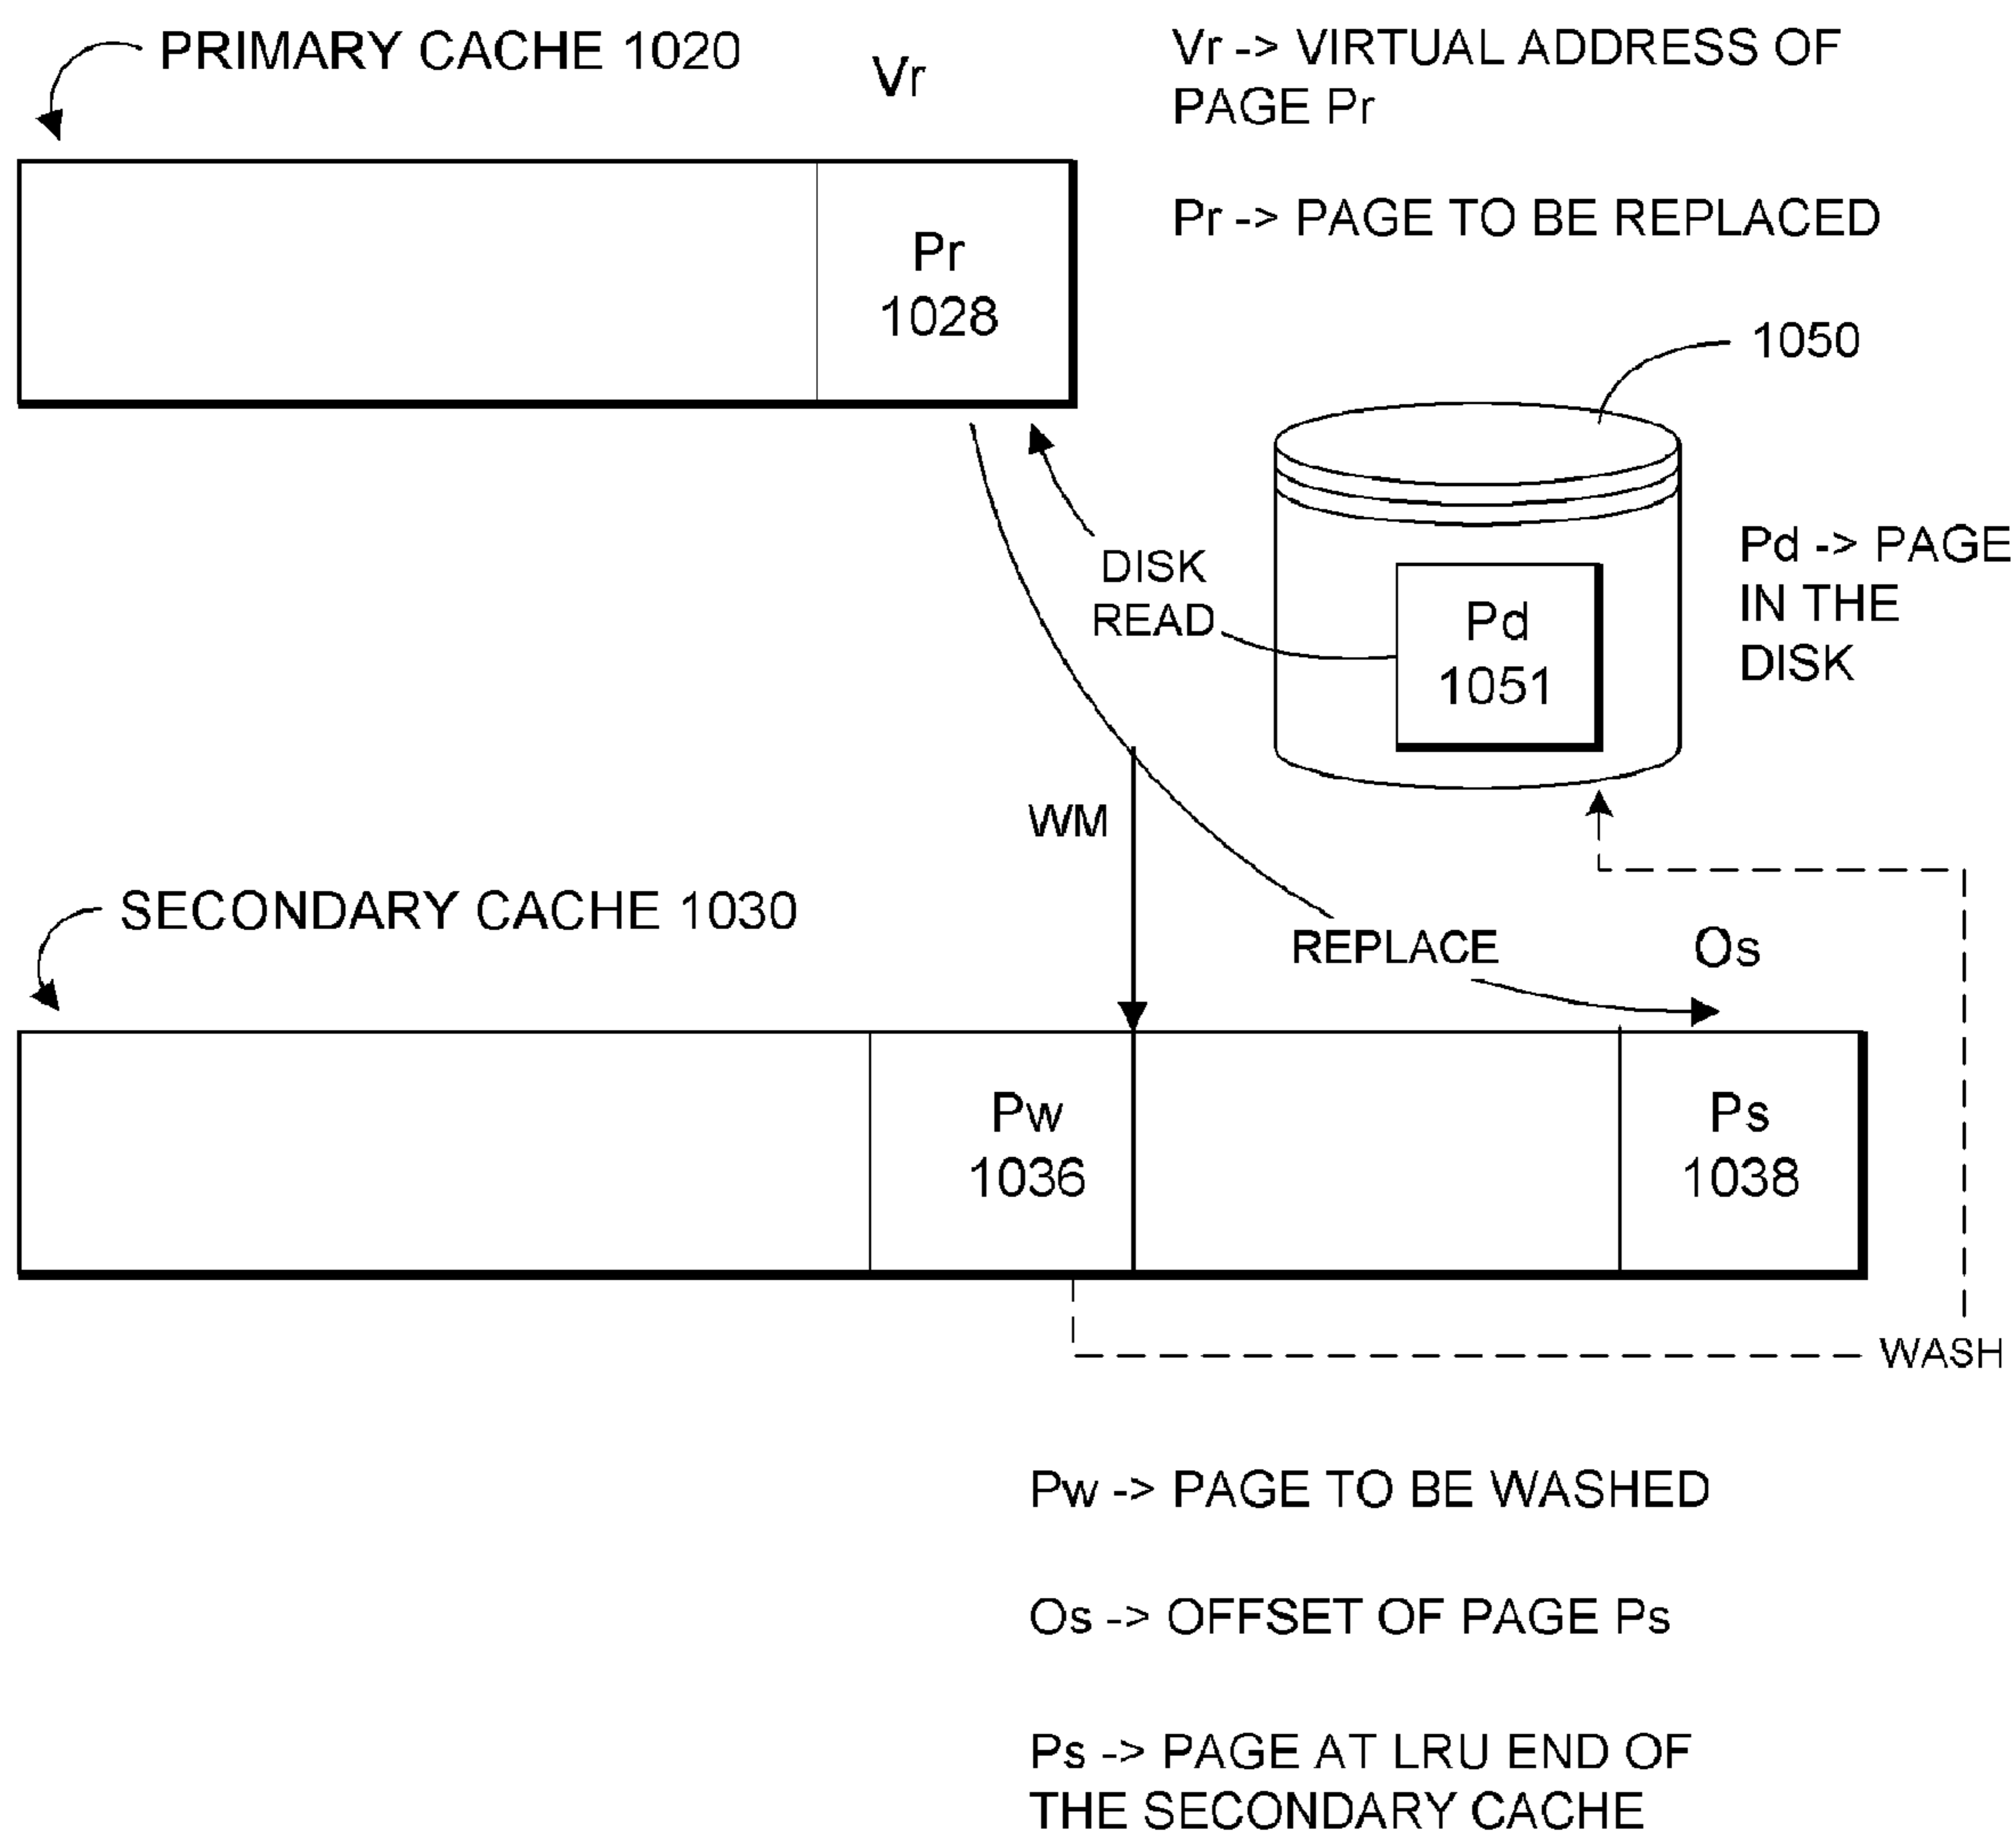 PRIMARY CACHE 1020
Vr
Vr -> VIRTUAL ADDRESS OF
PAGE Pr
Pr -> PAGE TO BE REPLACED
Pr
1028
1050
DISK
READ
Pd
1051
Pd -> PAGE
IN THE
DISK
WM
SECONDARY CACHE 1030
REPLACE
Os
Pw
1036
Ps
1038
WASH
Pw -> PAGE TO BE WASHED
Os -> OFFSET OF PAGE Ps
Ps -> PAGE AT LRU END OF
THE SECONDARY CACHE